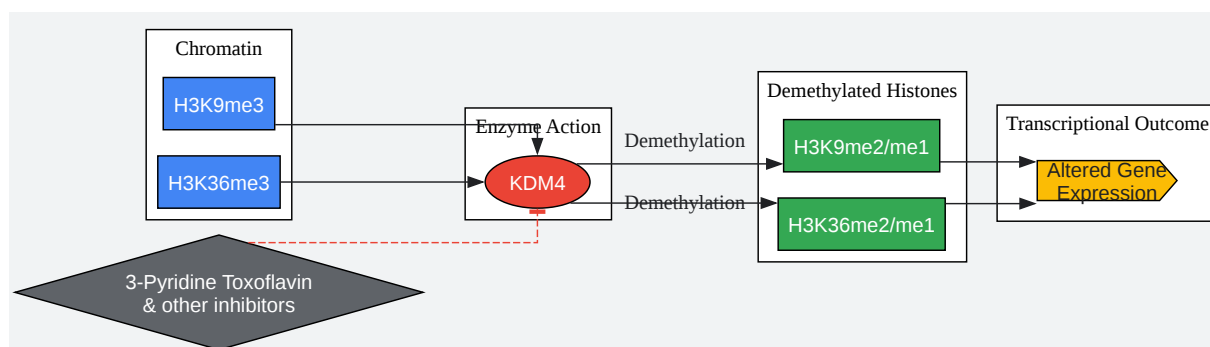 Chromatin
H3K9me3
H3K36me3
Enzyme Action
KDM4
3-Pyridine Toxoflavin
& other inhibitors
Demethylation
Demethylation
Demethylated Histones
H3K9me2/me1
H3K36me2/me1
Transcriptional Outcome
Altered Gene
Expression